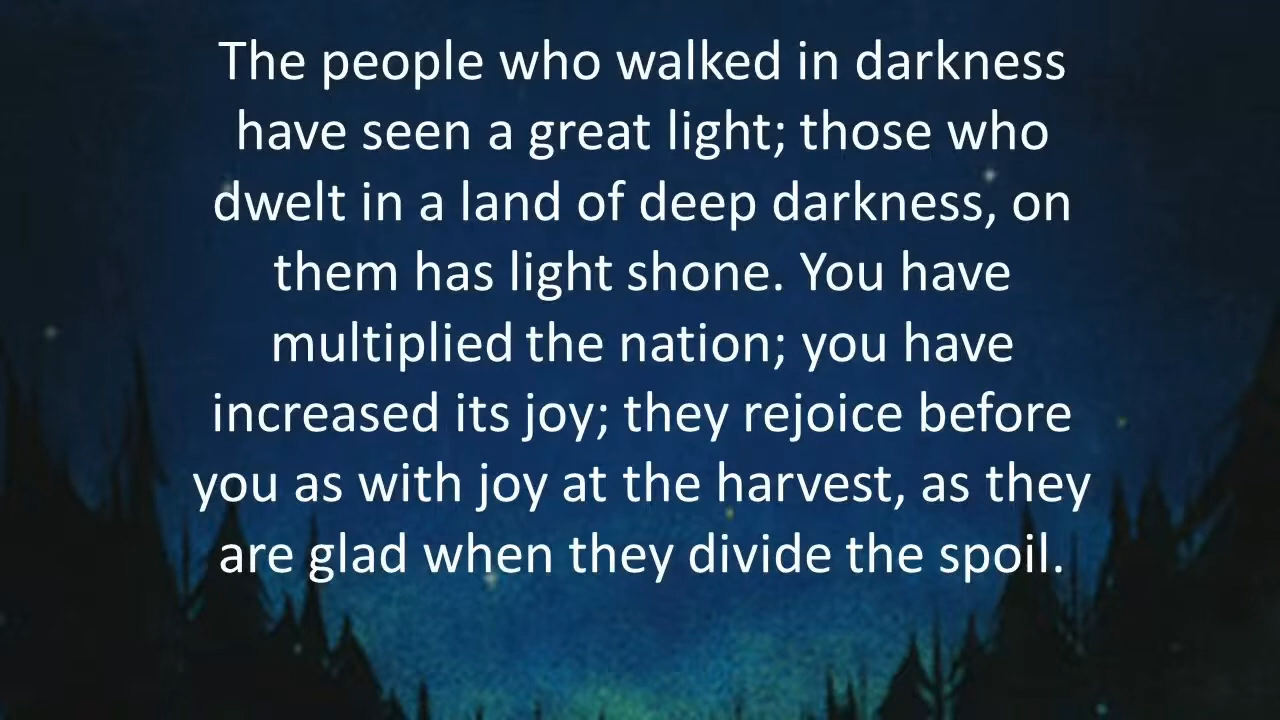 The people who walked in darkness
have seen a great light; those who
dwelt in a land of deep darkness, on
them has light shone. You have
multiplied the nation; you have
increased its joy; they rejoice before
you as with joy at the harvest, as they
are glad when they divide the spoil.